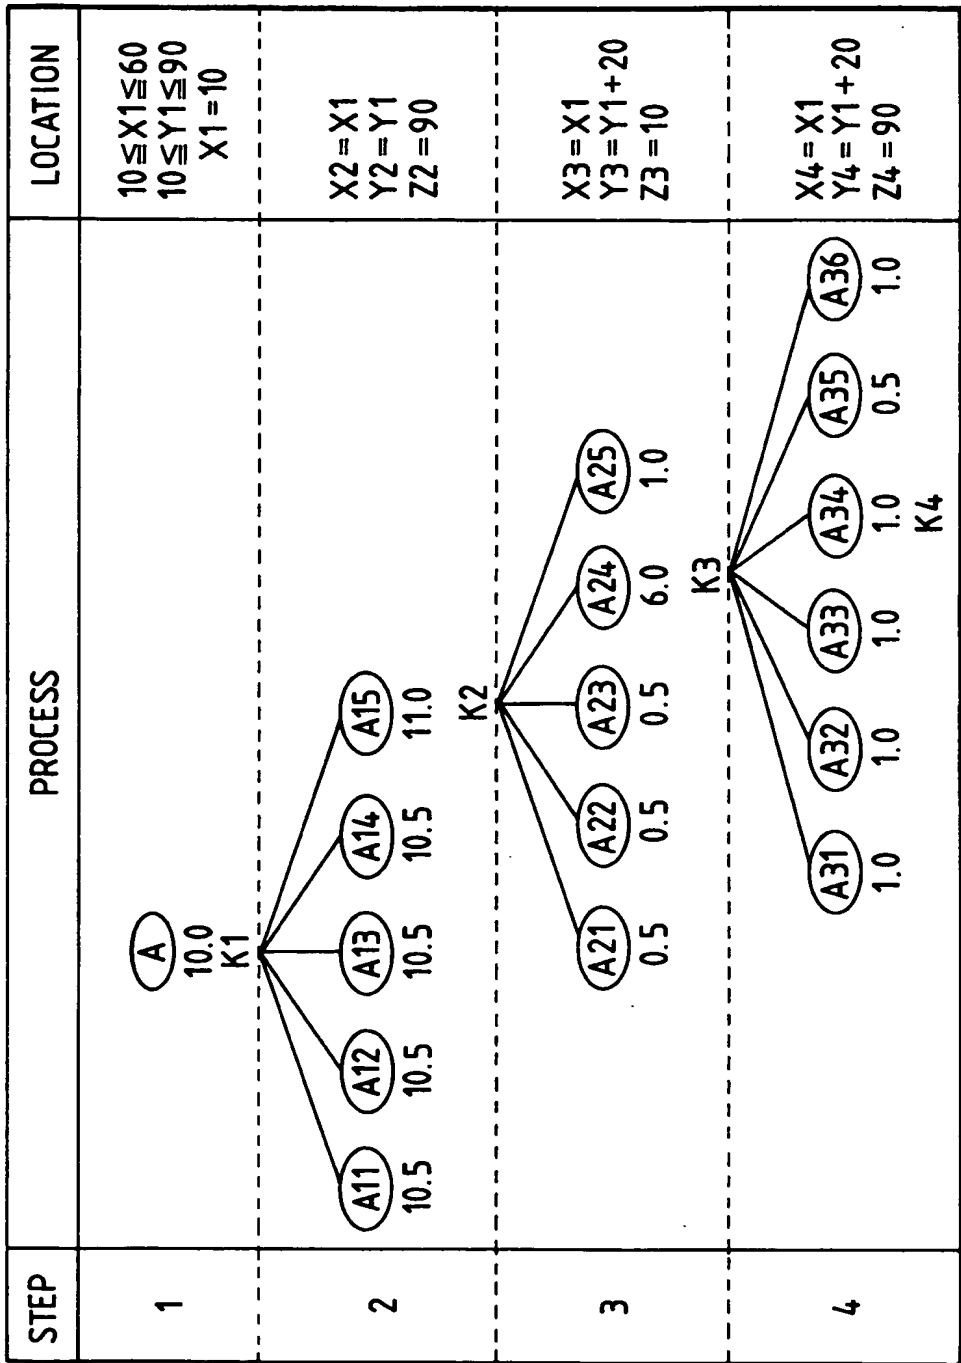 STEP
PROCESS
LOCATION
1
A
10.0
K1
10≦X1≦60
10≦Y1≦90
X1=10
2
A11
A12
A13
A14
A15
10.5
10.5
10.5
10.5
11.0
K2
X2=X1
Y2=Y1
Z2=90
3
A21
A22
A23
A24
A25
0.5
0.5
0.5
6.0
1.0
K3
X3=X1
Y3=Y1+20
Z3=10
4
A31
A32
A33
A34
A35
A36
1.0
1.0
1.0
1.0
0.5
1.0
K4
X4=X1
Y4=Y1+20
Z4=90